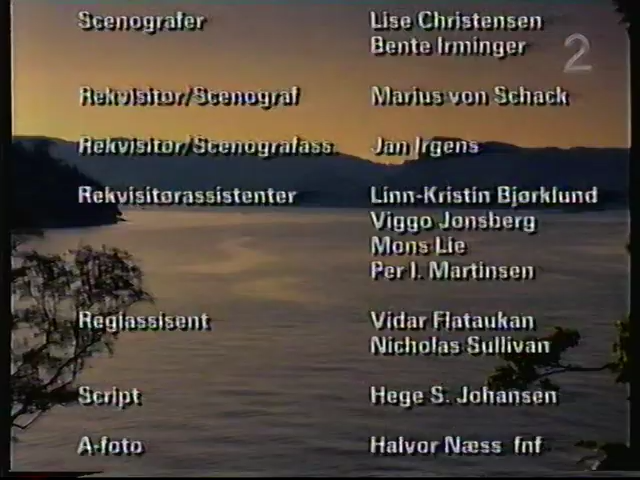 Scenografer Lise Christensen
Bente Irminger
2
Rekvisitør/Scenograf Marius von Schack
Rekvisitør/Scenografass Jan Irgens
Rekvisitørassistenter Linn-Kristin Bjørklund
Viggo Jønsberg
Mons Lie
Per I. Martinsen
Regiassisent Vidar Flataukan
Nicholas Sullivan
Script Hege S. Johansen
A-foto Halvor Næss fnf